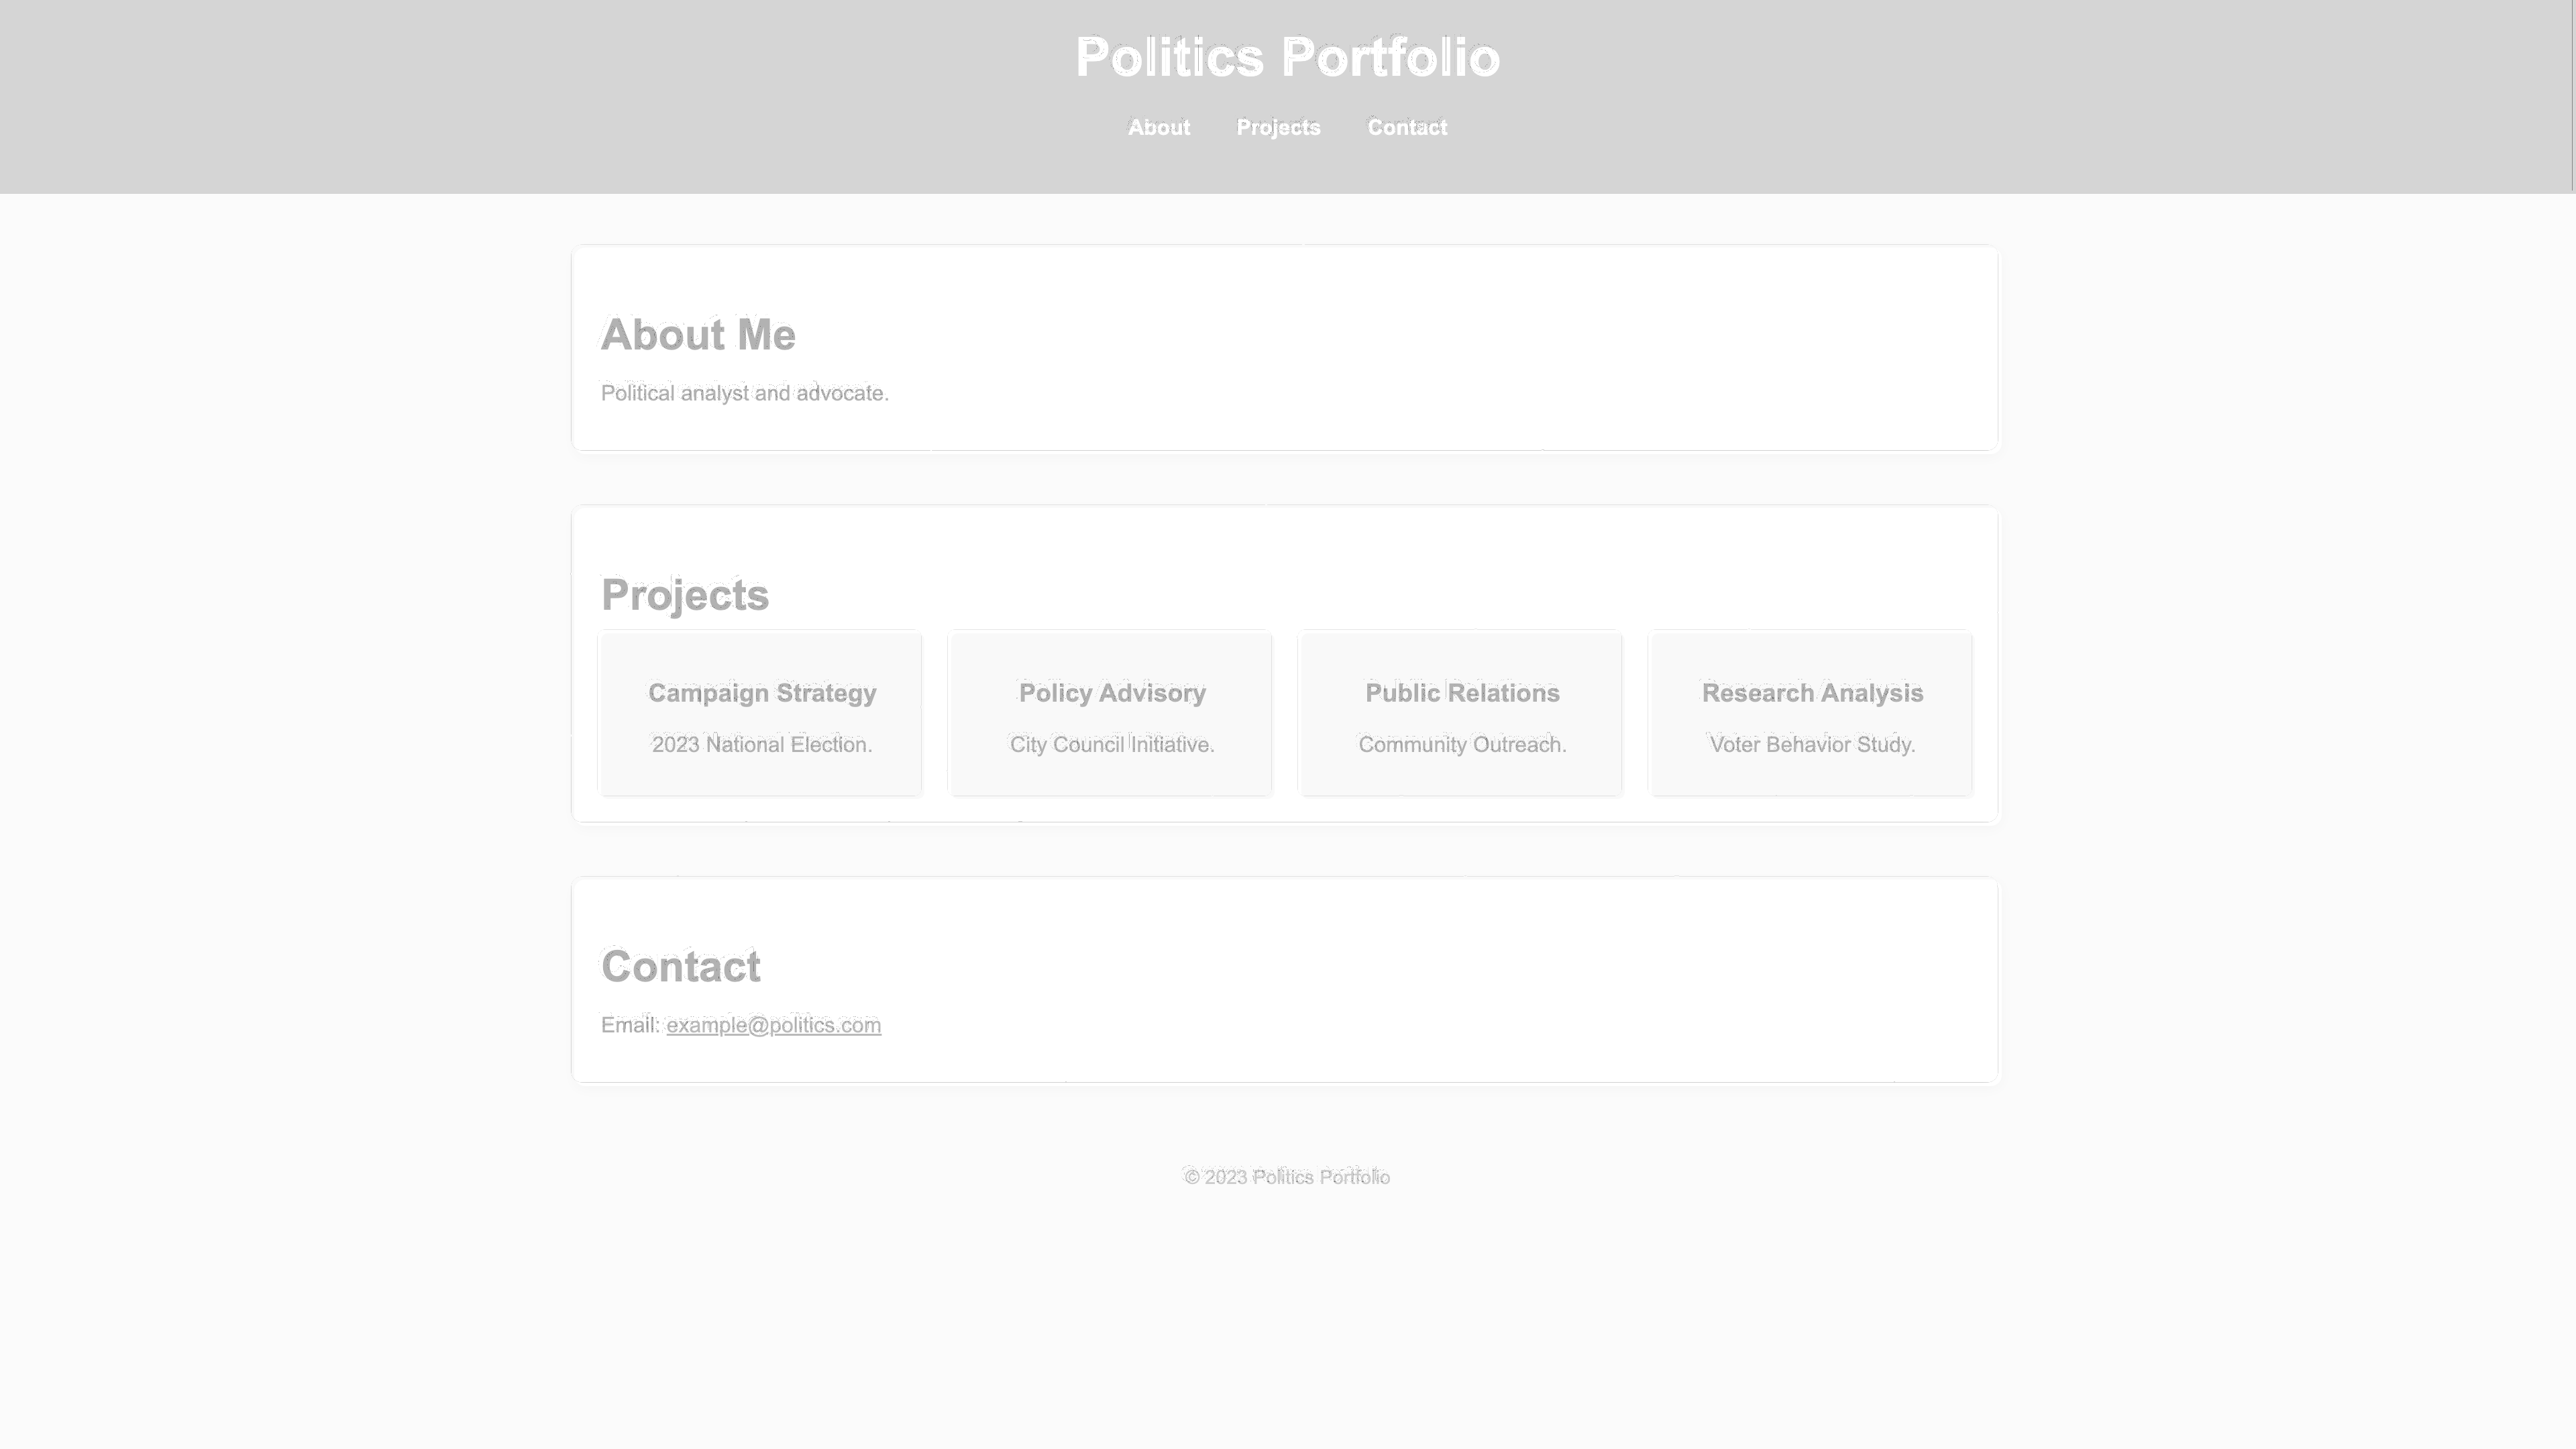 Politics Portfolio
About Projects Contact
About Me
Political analyst and advocate.
Projects
Campaign Strategy
2023 National Election.
Policy Advisory
City Council Initiative.
Public Relations
Community Outreach.
Research Analysis
Voter Behavior Study.
Contact
Email: example@politics.com
© 2023 Politics Portfolio